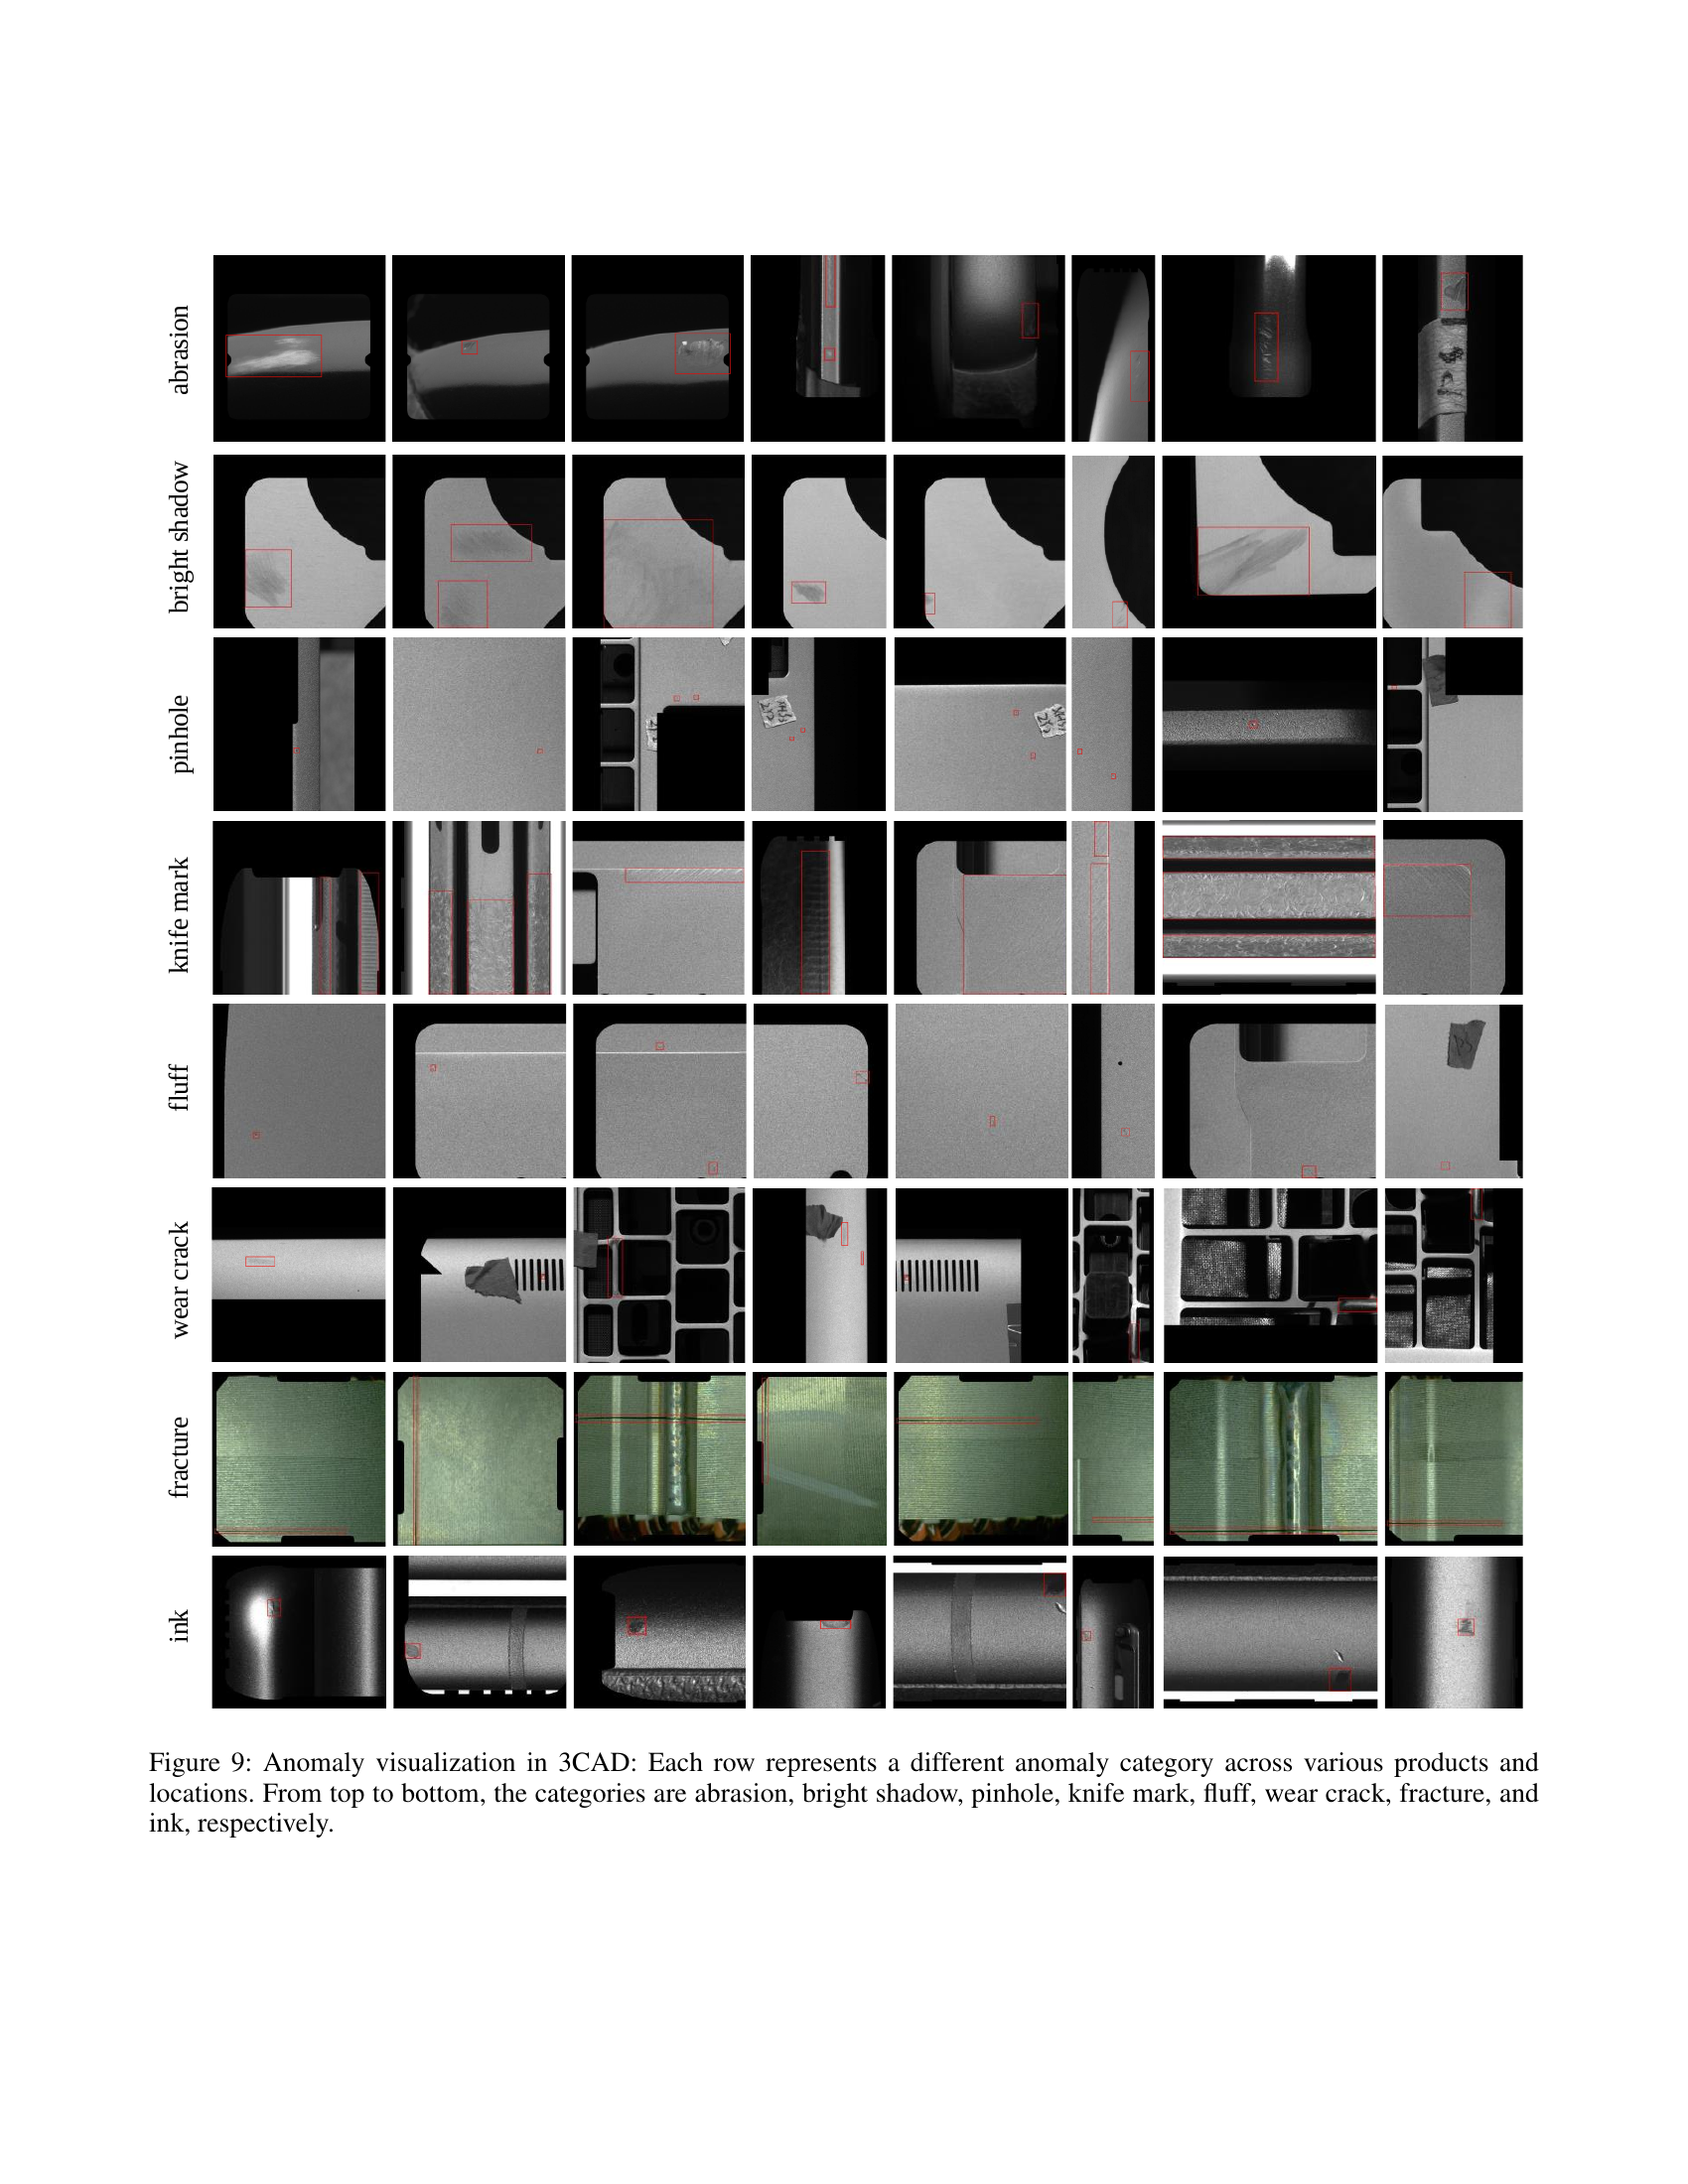 abrasion
bright shadow
pinhole
knife mark
fluff
wear crack
fracture
ink
Figure 9: Anomaly visualization in 3CAD: Each row represents a different anomaly category across various products and
locations. From top to bottom, the categories are abrasion, bright shadow, pinhole, knife mark, fluff, wear crack, fracture, and
ink, respectively.